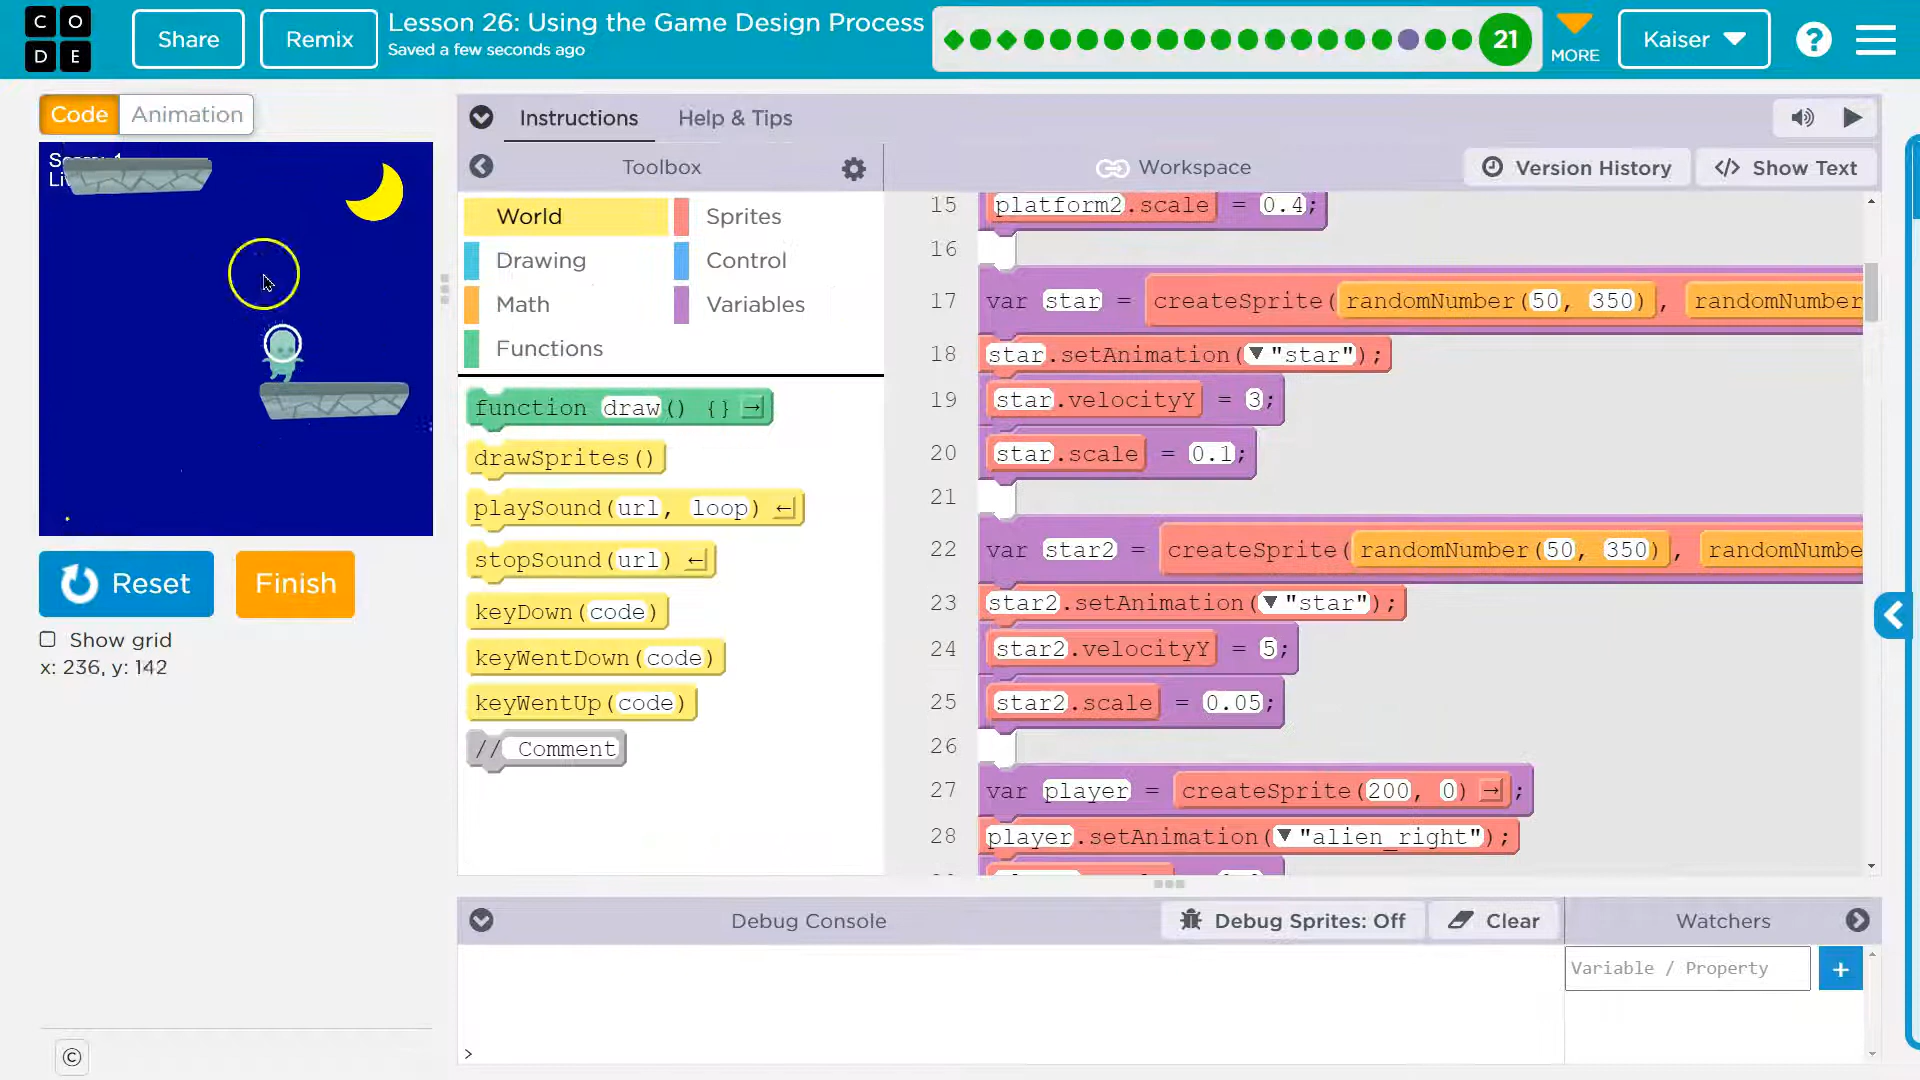 CODE
Share
Remix
Lesson 26: Using the Game Design Process
Saved a few seconds ago
21
MORE
Kaiser
?
Code
Animation
Instructions
Help & Tips
Toolbox
Workspace
Version History
</> Show Text
World
Sprites
Drawing
Control
Math
Variables
Functions
function draw() {}
drawSprites()
playSound(url, loop)
stopSound(url)
keyDown(code)
keyWentDown(code)
keyWentUp(code)
// Comment
15 platform2.scale = 0.4;
16
17 var star = createSprite(randomNumber(50, 350), randomNumber
18 star.setAnimation("star");
19 star.velocityY = 3;
20 star.scale = 0.1;
21
22 var star2 = createSprite(randomNumber(50, 350), randomNumbe
23 star2.setAnimation("star");
24 star2.velocityY = 5;
25 star2.scale = 0.05;
26
27 var player = createSprite(200, 0);
28 player.setAnimation("alien_right");
Reset
Finish
Show grid
x: 236, y: 142
Debug Console
Debug Sprites: Off
Clear
Watchers
Variable / Property
+
>
©